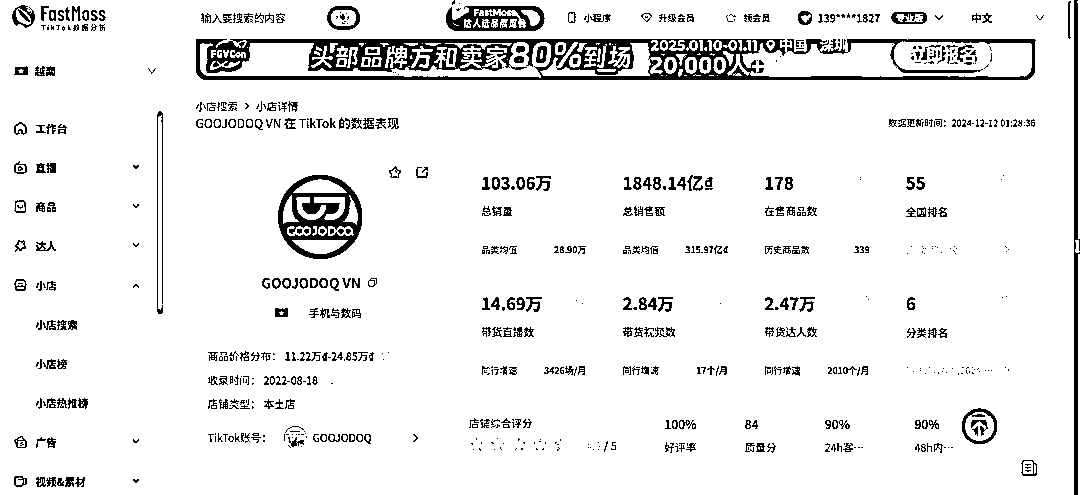 FastMoss
TikTok数据分析
输入要搜索的内容
FastMoss
小程序
升级会员
领会员
139****1827
专业版
中文
越南
FGYCon
头部品牌方和卖家80%到场
2025.01.10-01.11 中国 深圳
20,000人+
立即报名
小店搜索 > 小店详情
GOOJODOQ VN 在 TikTok 的数据表现
数据更新时间：2024-12-12 01:28:36
工作台
直播
商品
达人
小店
小店搜索
小店榜
小店热推榜
广告
视频&素材
GOOJODOQ
GOOJODOQ VN
手机与数码
商品价格分布： 11.22万₫-24.85万₫
收录时间： 2022-08-18
店铺类型： 本土店
TikTok账号： GOOJODOQ
103.06万
总销量
品类均值 28.90万
1848.14亿₫
总销售额
品类均值 315.97亿₫
178
在售商品数
历史商品数 339
55
全国排名
14.69万
带货直播数
同行增速 3426场/月
2.84万
带货视频数
同行增速 17个/月
2.47万
带货达人数
同行增速 2010个/月
6
分类排名
店铺综合评分
/5
100%
好评率
84
质量分
90%
24h客…
90%
48h内…